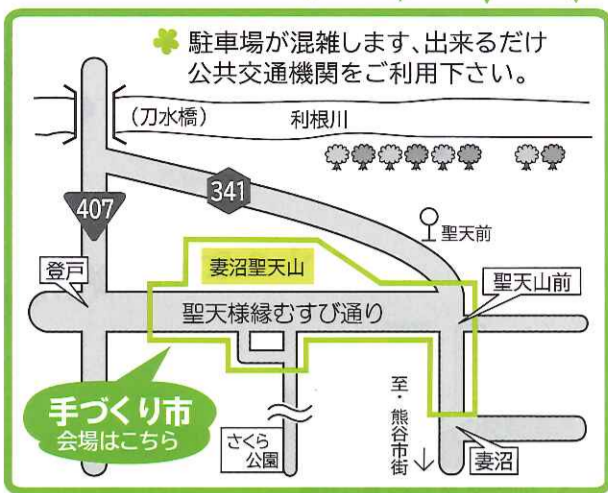 駐車場が混雑します、出来るだけ
公共交通機関をご利用下さい。
(刀水橋)
利根川
341
407
聖天前
登戸
妻沼聖天山
聖天山前
聖天様縁むすび通り
手づくり市
会場はこちら
さくら
公園
至・熊谷市街
妻沼